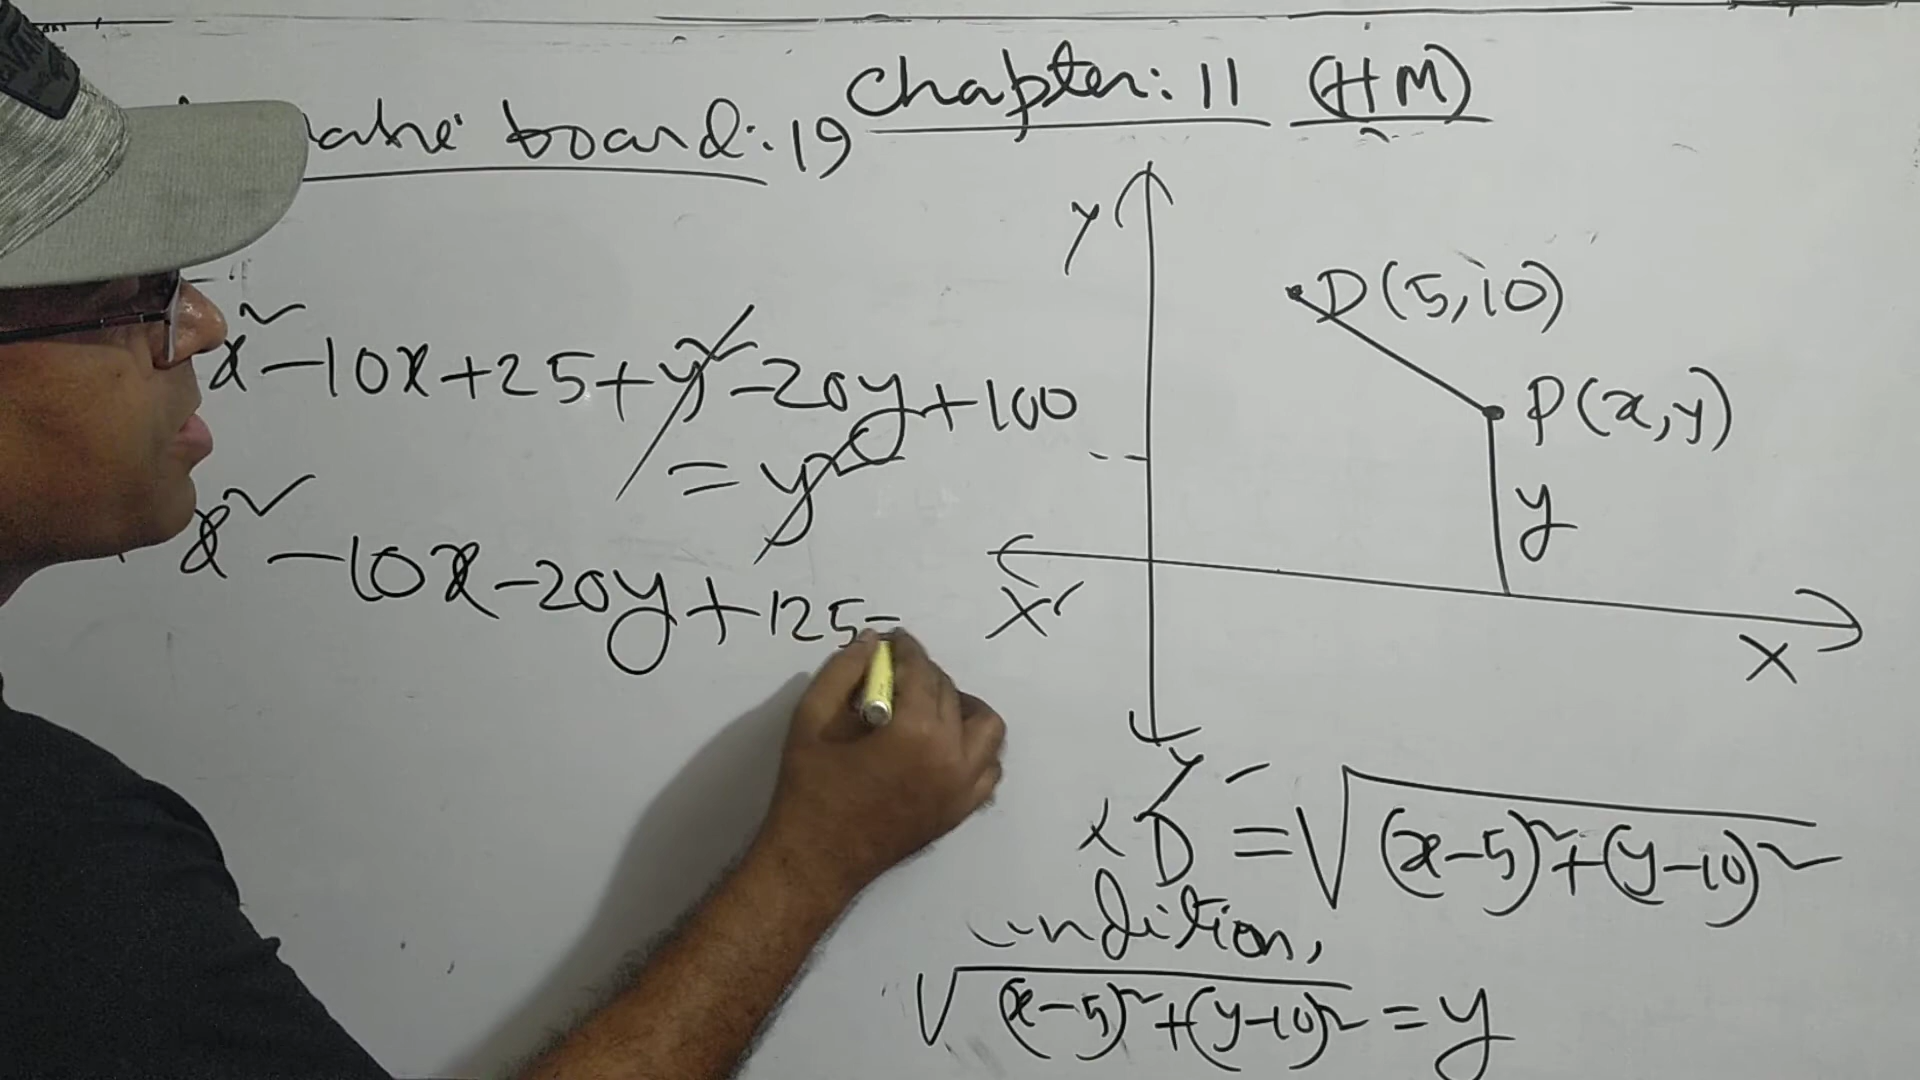 Chapter: 11 (HM)
board: 19
x² - 10x + 25 + y² - 20y + 100
= y²
x² - 10x - 20y + 125 =
Y
D(5, 10)
P(x, y)
y
X'
X
Y'
D = √(x-5)²+(y-10)²
√(x-5)²+(y-10)² = y